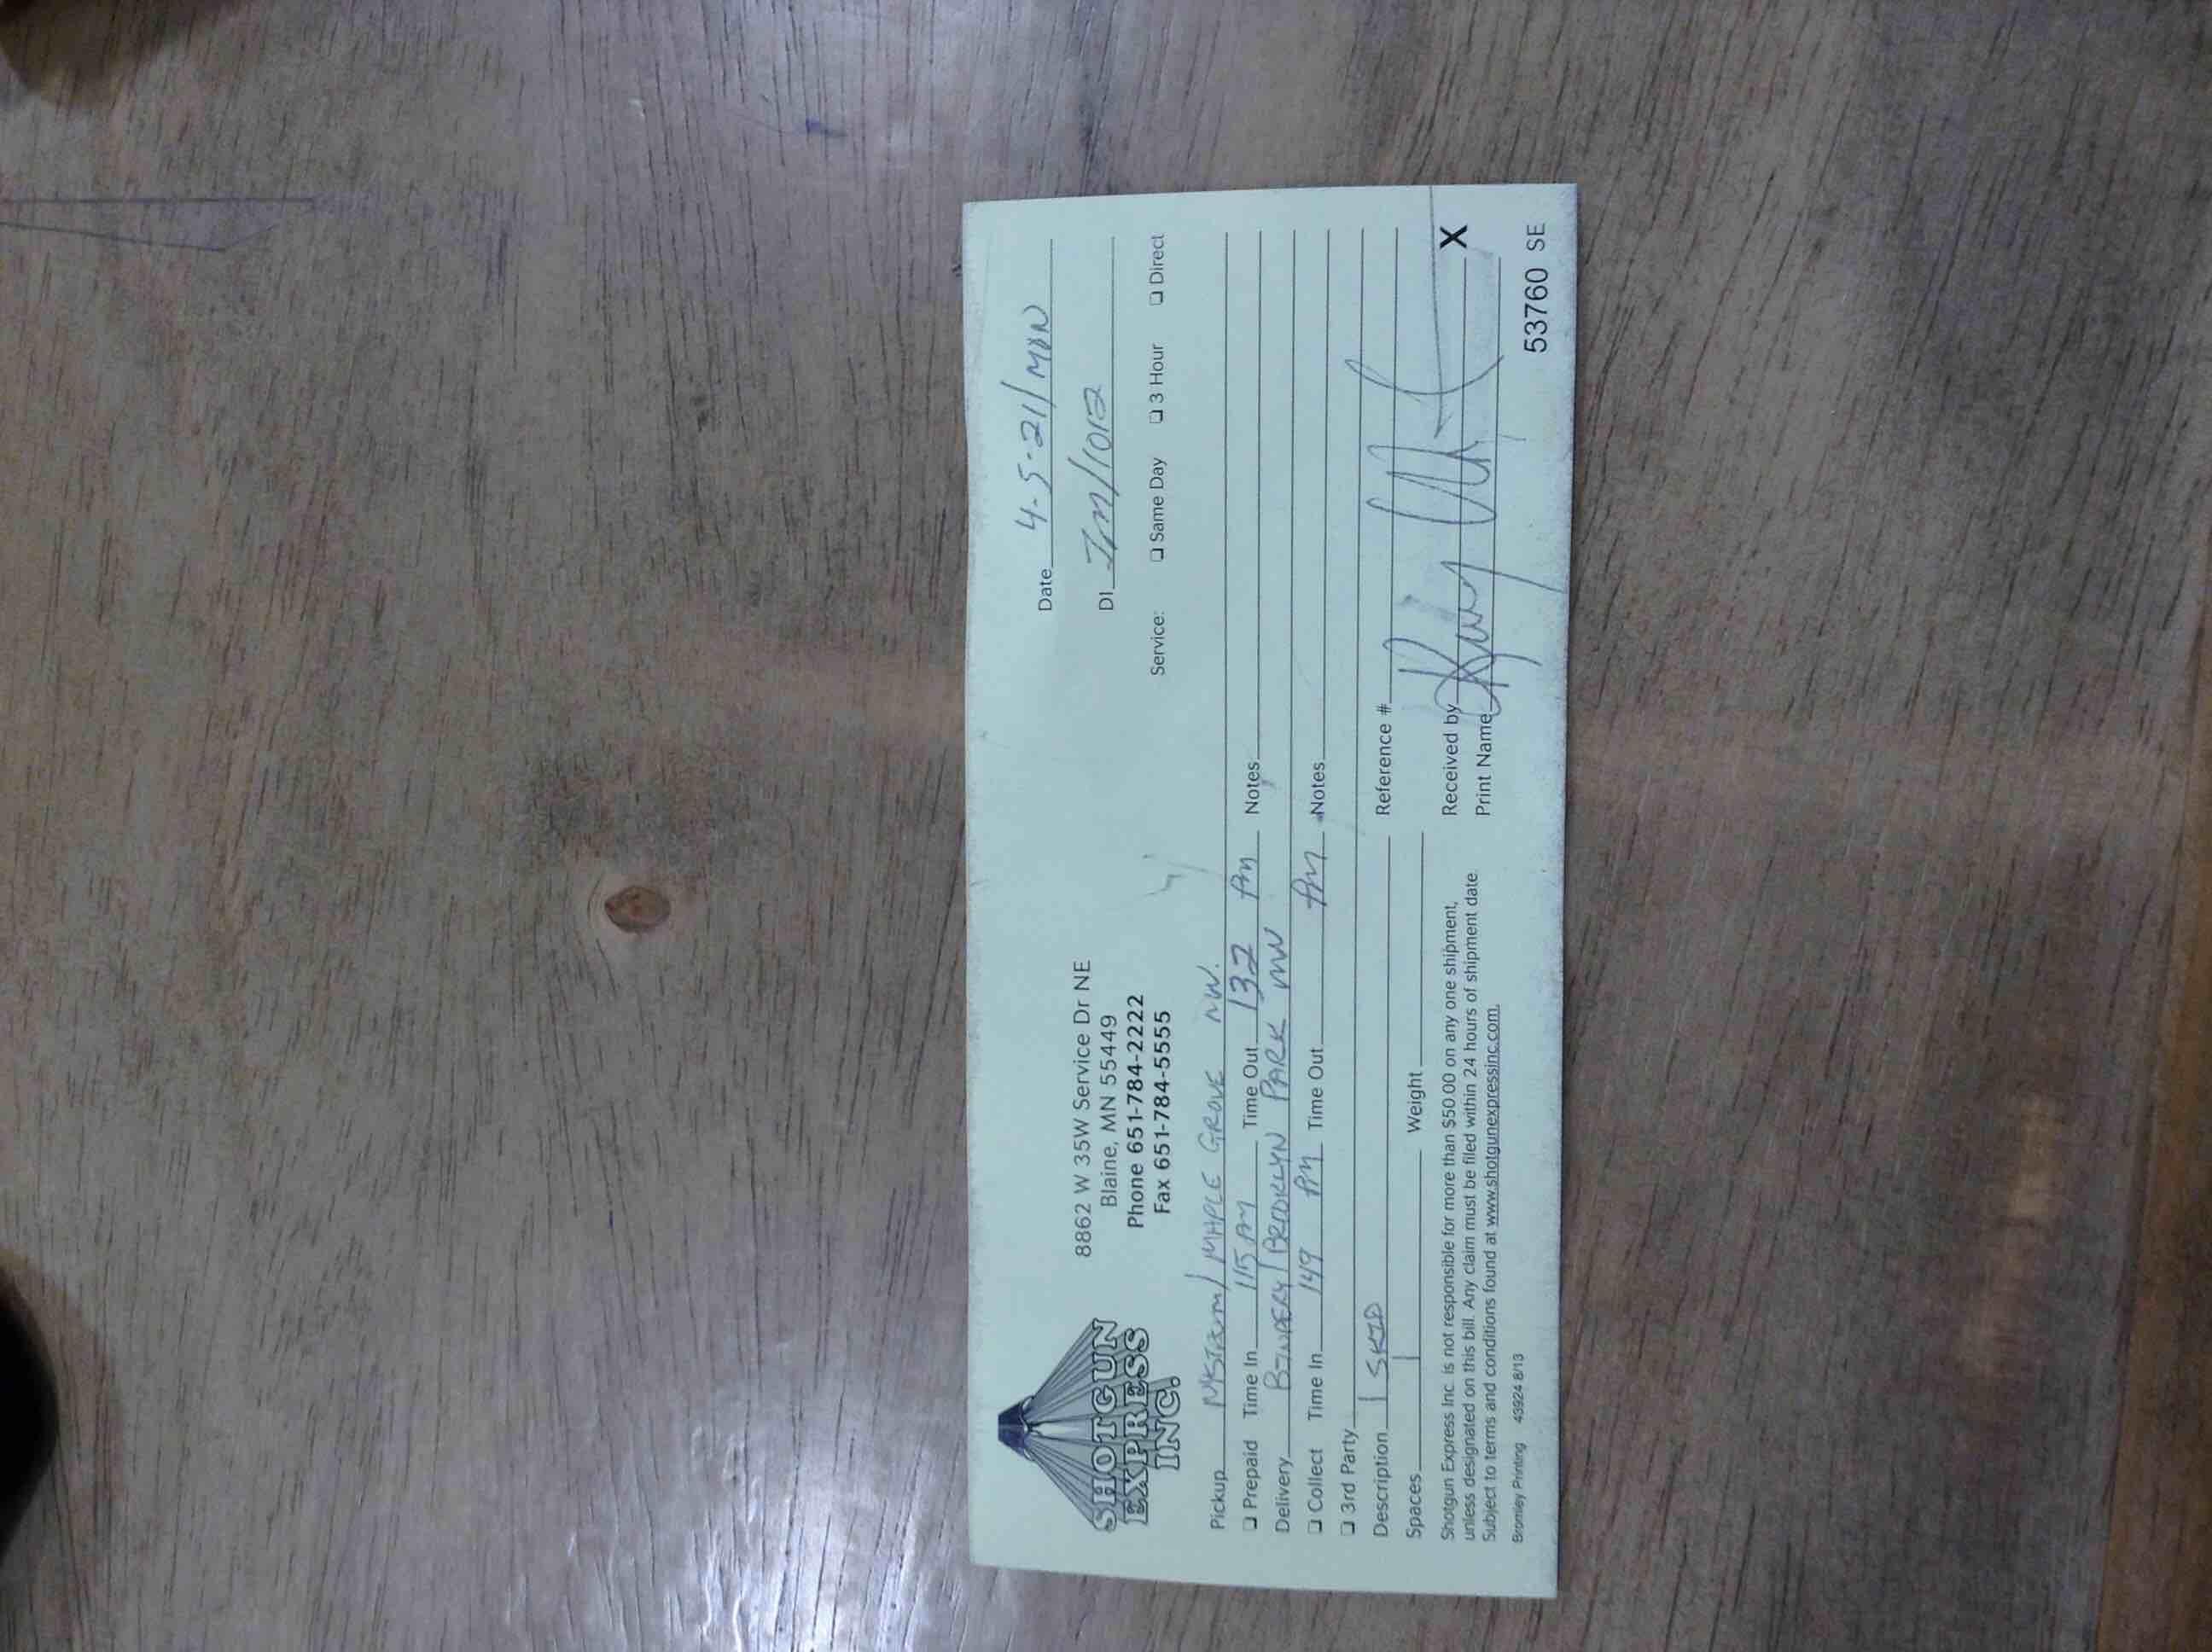 SHOTGUN
EXPRESS
INC.
8862 W 35W Service Dr NE
Blaine, MN 55449
Phone 651-784-2222
Fax 651-784-5555
Date 4-5-21/MON
DI JM/1012
Service: ❏ Same Day ❏ 3 Hour ❏ Direct
Pickup / MAPLE GROVE MN.
❏ Prepaid Time In 115 PM Time Out 132 PM Notes
Delivery BINDERY/BROOKLYN PARK MN
❏ Collect Time In 149 PM Time Out PM Notes
❏ 3rd Party
Description 1 SKID Reference #
Spaces 1 Weight
Shotgun Express Inc. is not responsible for more than $50.00 on any one shipment,
unless designated on this bill. Any claim must be filed within 24 hours of shipment date
Subject to terms and conditions found at www.shotgunexpressinc.com.
Received by X
Print Name
Bromley Printing 43924 8/13
53760 SE